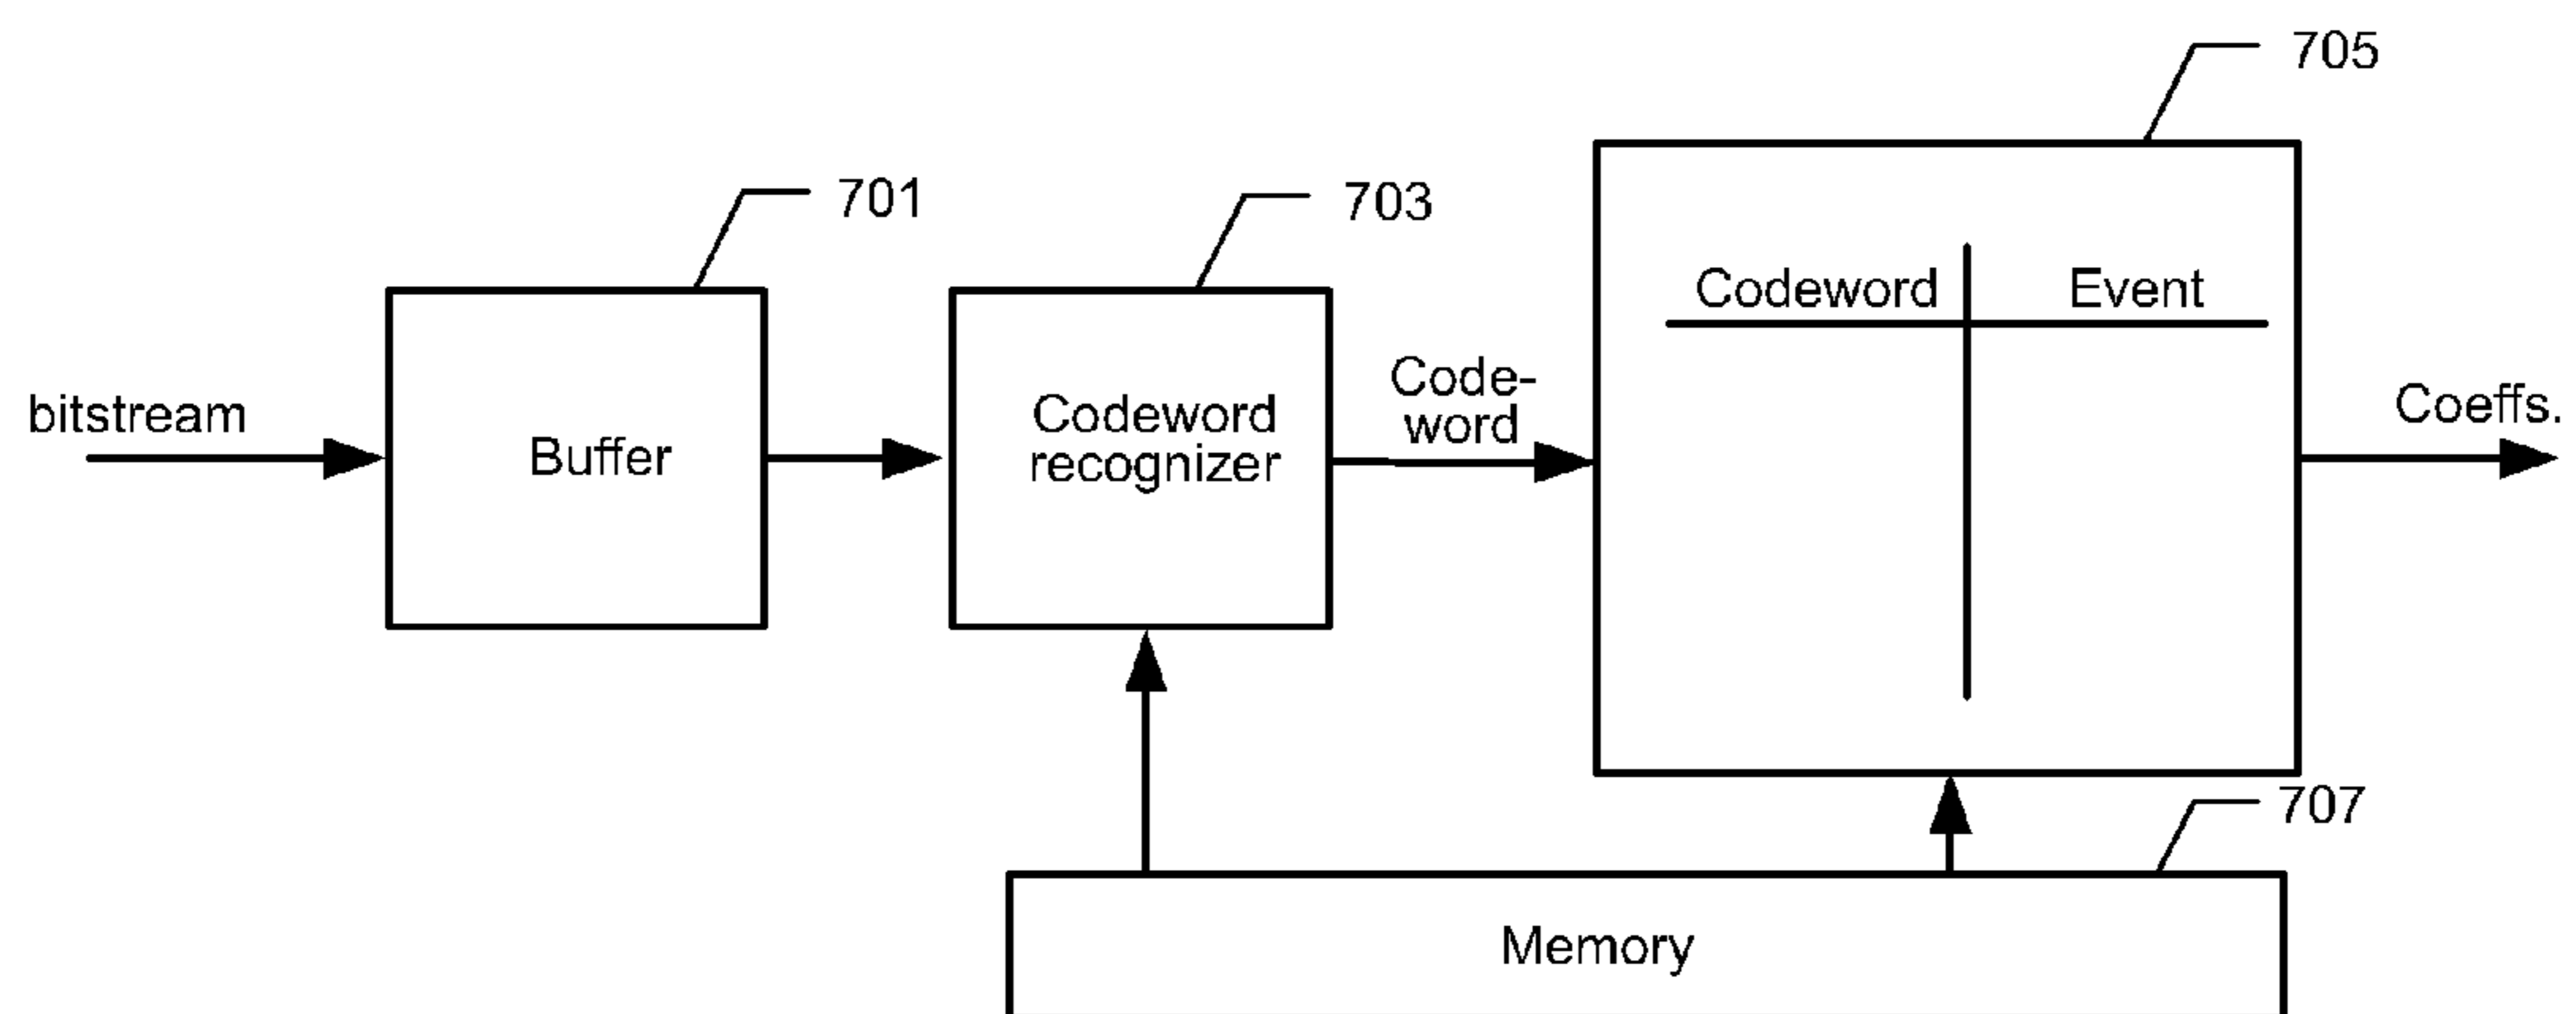 705
701
703
Codeword Event
bitstream
Buffer
Codeword
recognizer
Code-
word
Coeffs.
707
Memory